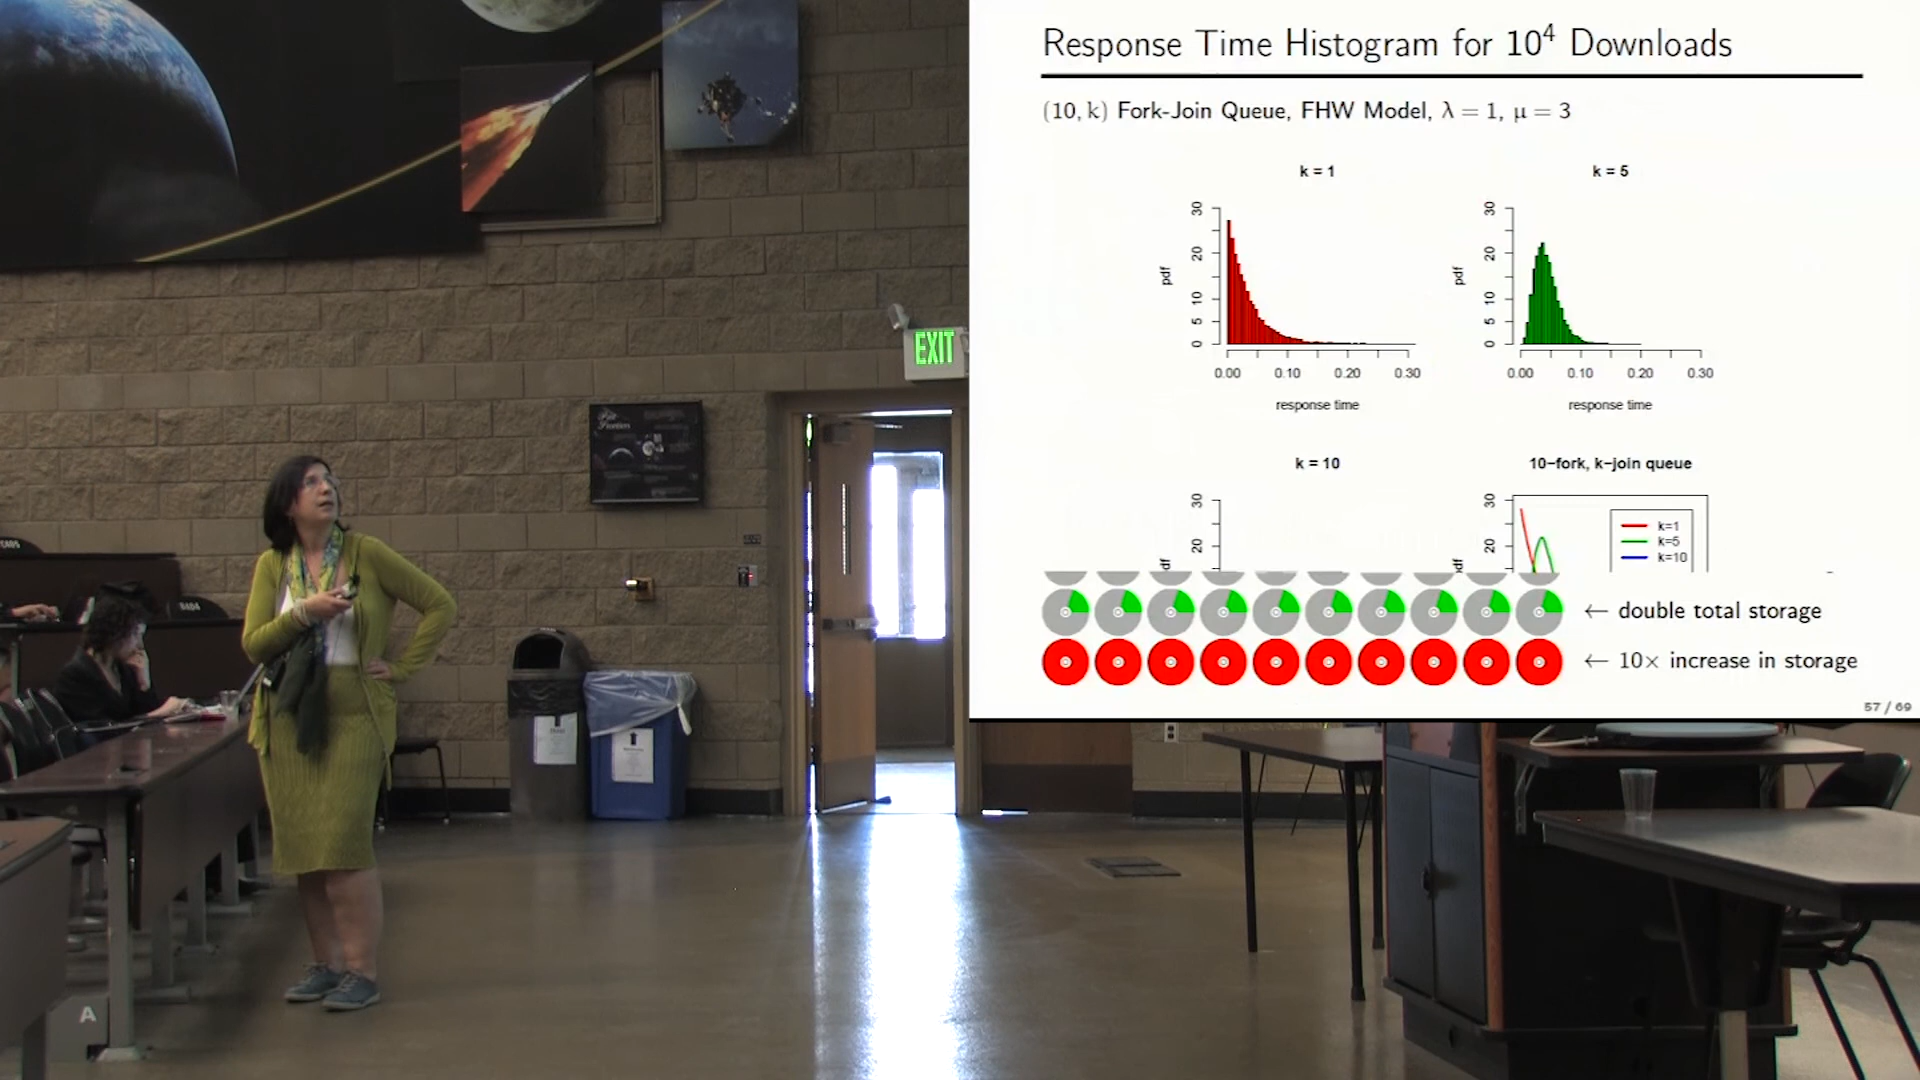 Response Time Histogram for 10⁴ Downloads
(10, k) Fork-Join Queue, FHW Model, λ = 1, μ = 3
k = 1
k = 5
30
20
10
5
0
pdf
0.00 0.10 0.20 0.30
response time
30
20
10
5
0
pdf
0.00 0.10 0.20 0.30
response time
k = 10
10−fork, k−join queue
30
20
30
20
k=1
k=5
k=10
← double total storage
← 10× increase in storage
57 / 69
EXIT
A